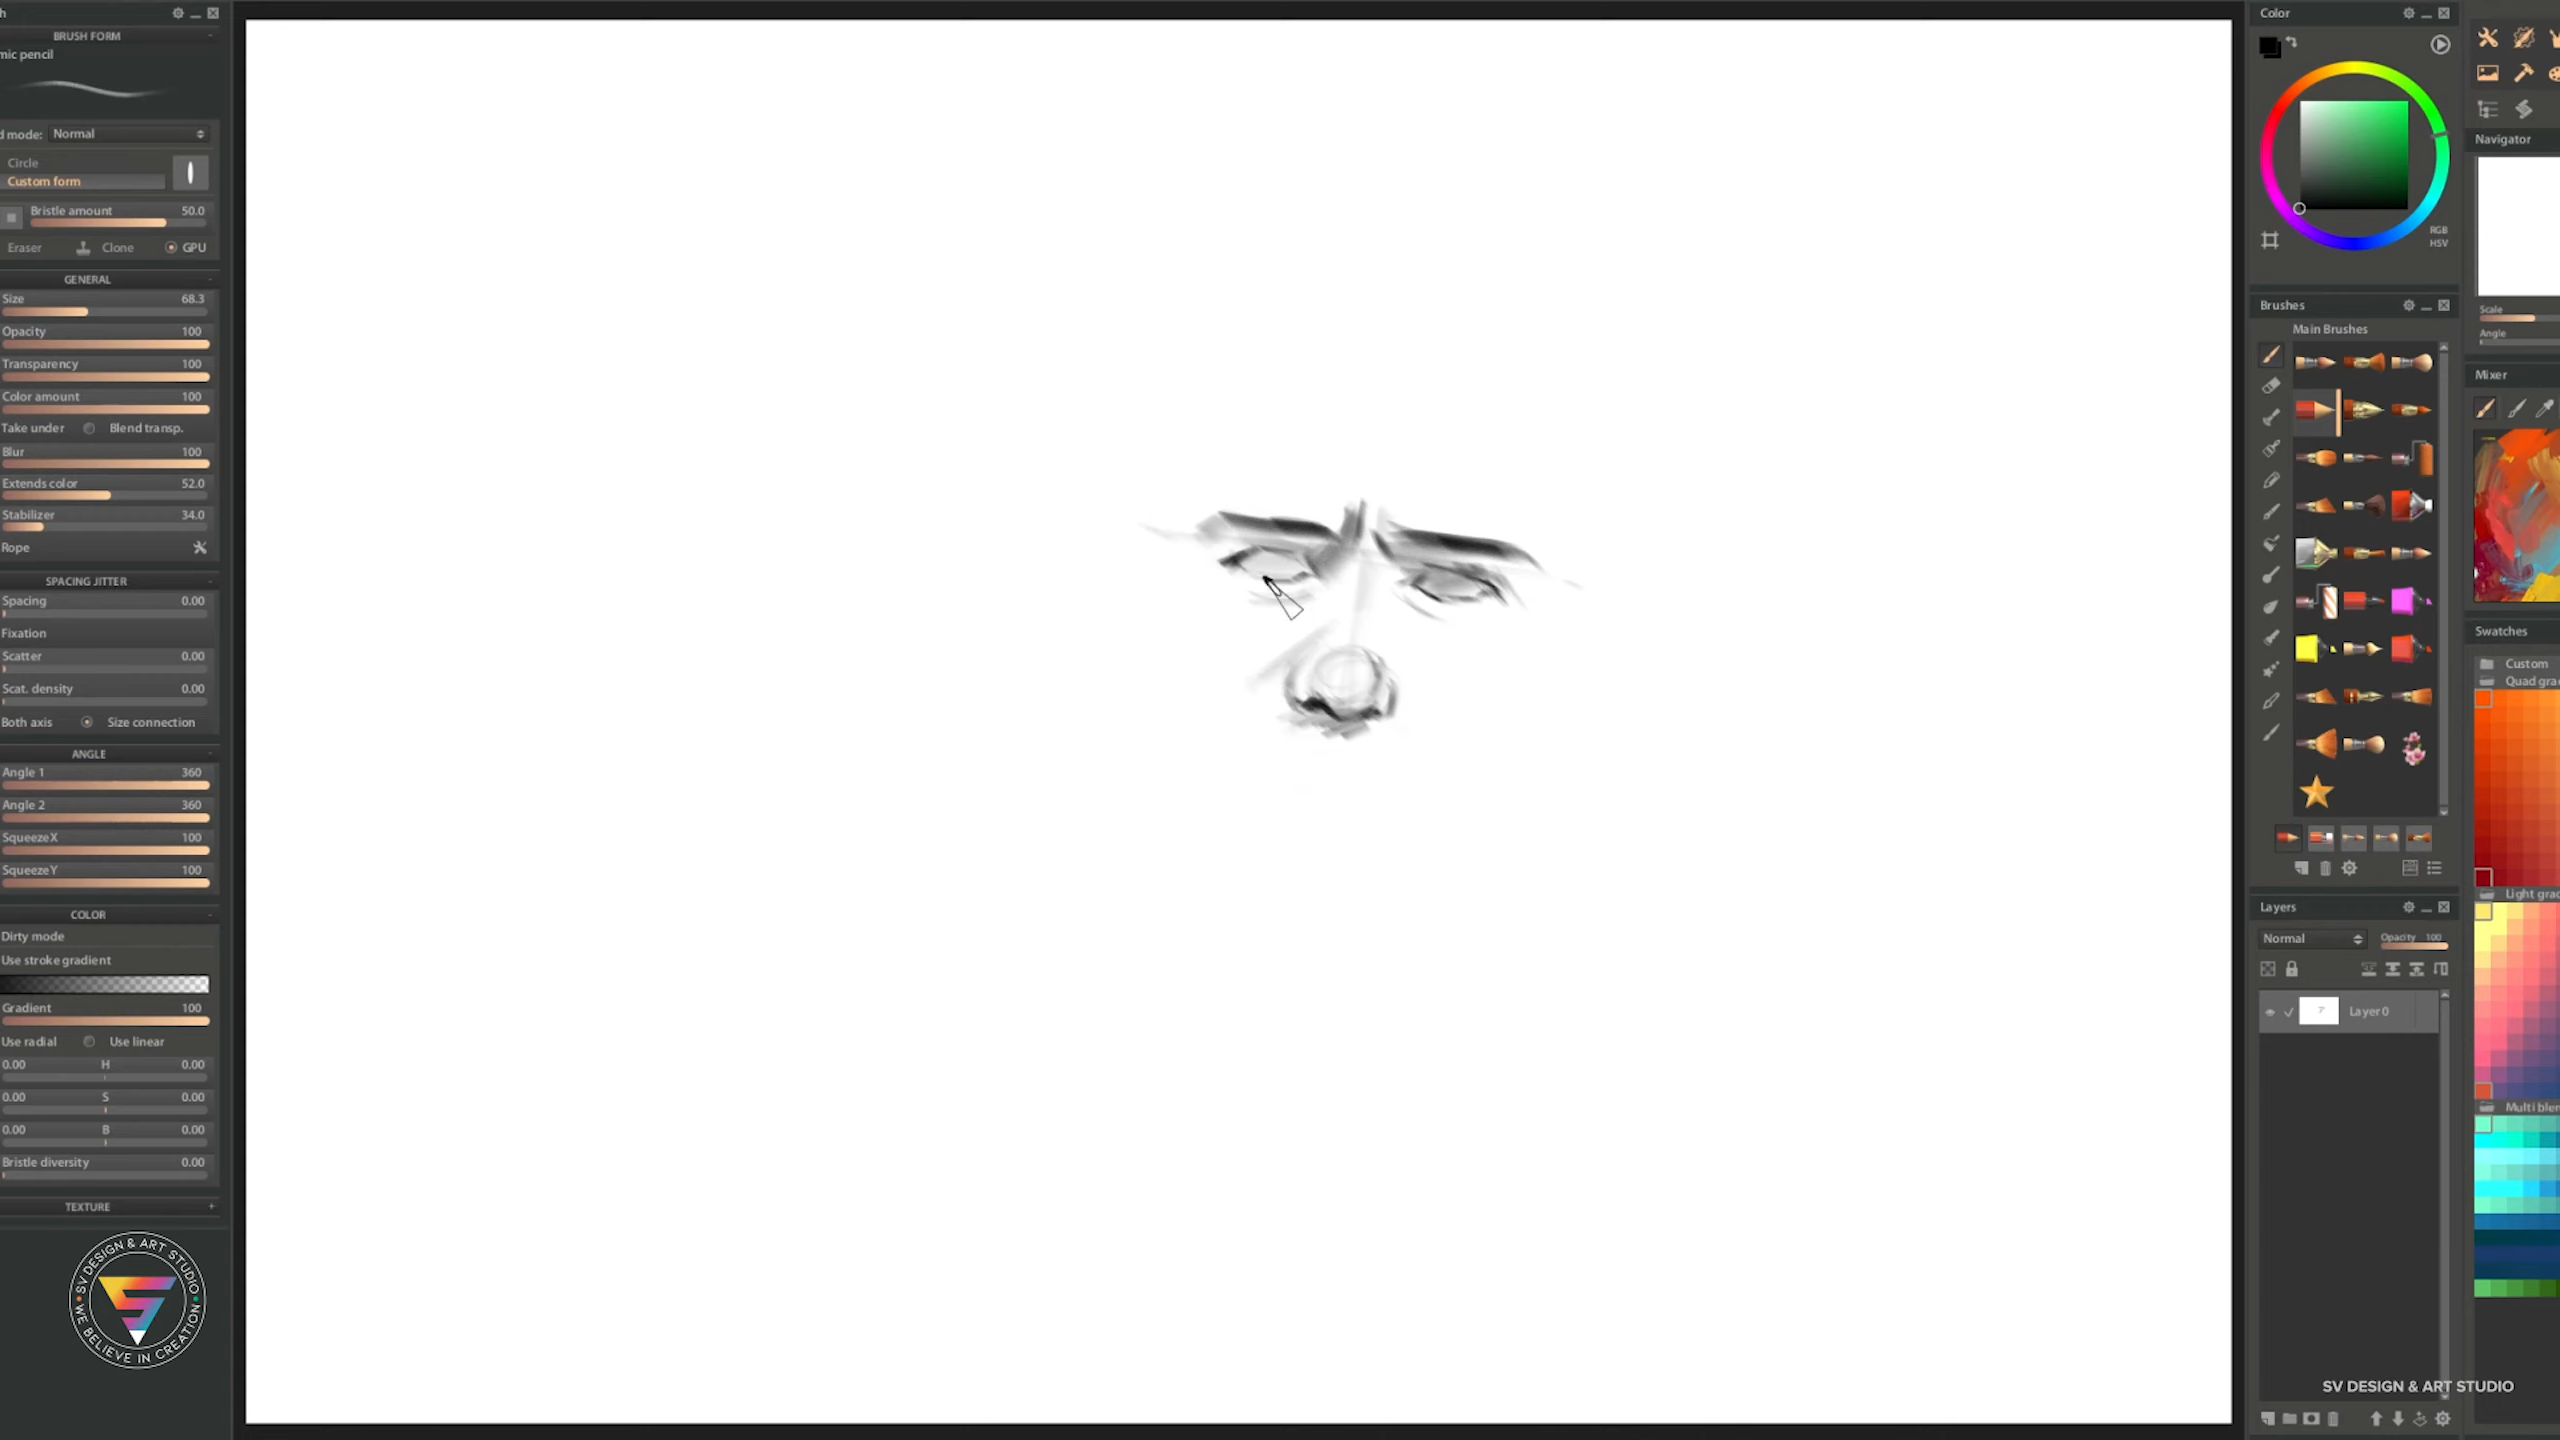 h
BRUSH FORM
mic pencil
d mode: Normal
Circle
Custom form
Bristle amount 50.0
Eraser Clone GPU
GENERAL
Size 68.3
Opacity 100
Transparency 100
Color amount 100
Take under Blend transp.
Blur 100
Extends color 52.0
Stabilizer 34.0
Rope
SPACING JITTER
Spacing 0.00
Fixation
Scatter 0.00
Scat. density 0.00
Both axis Size connection
ANGLE
Angle 1 360
Angle 2 360
SqueezeX 100
SqueezeY 100
COLOR
Dirty mode
Use stroke gradient
Gradient 100
Use radial Use linear
0.00 H 0.00
0.00 S 0.00
0.00 B 0.00
Bristle diversity 0.00
TEXTURE
SV DESIGN & ART STUDIO
WE BELIEVE IN CREATION
Color
RGB
HSV
Brushes
Main Brushes
Layers
Normal Opacity 100
Layer0
Navigator
Scale
Angle
Mixer
Swatches
Custom
Quad gra
Light grad
Multi blen
SV DESIGN & ART STUDIO